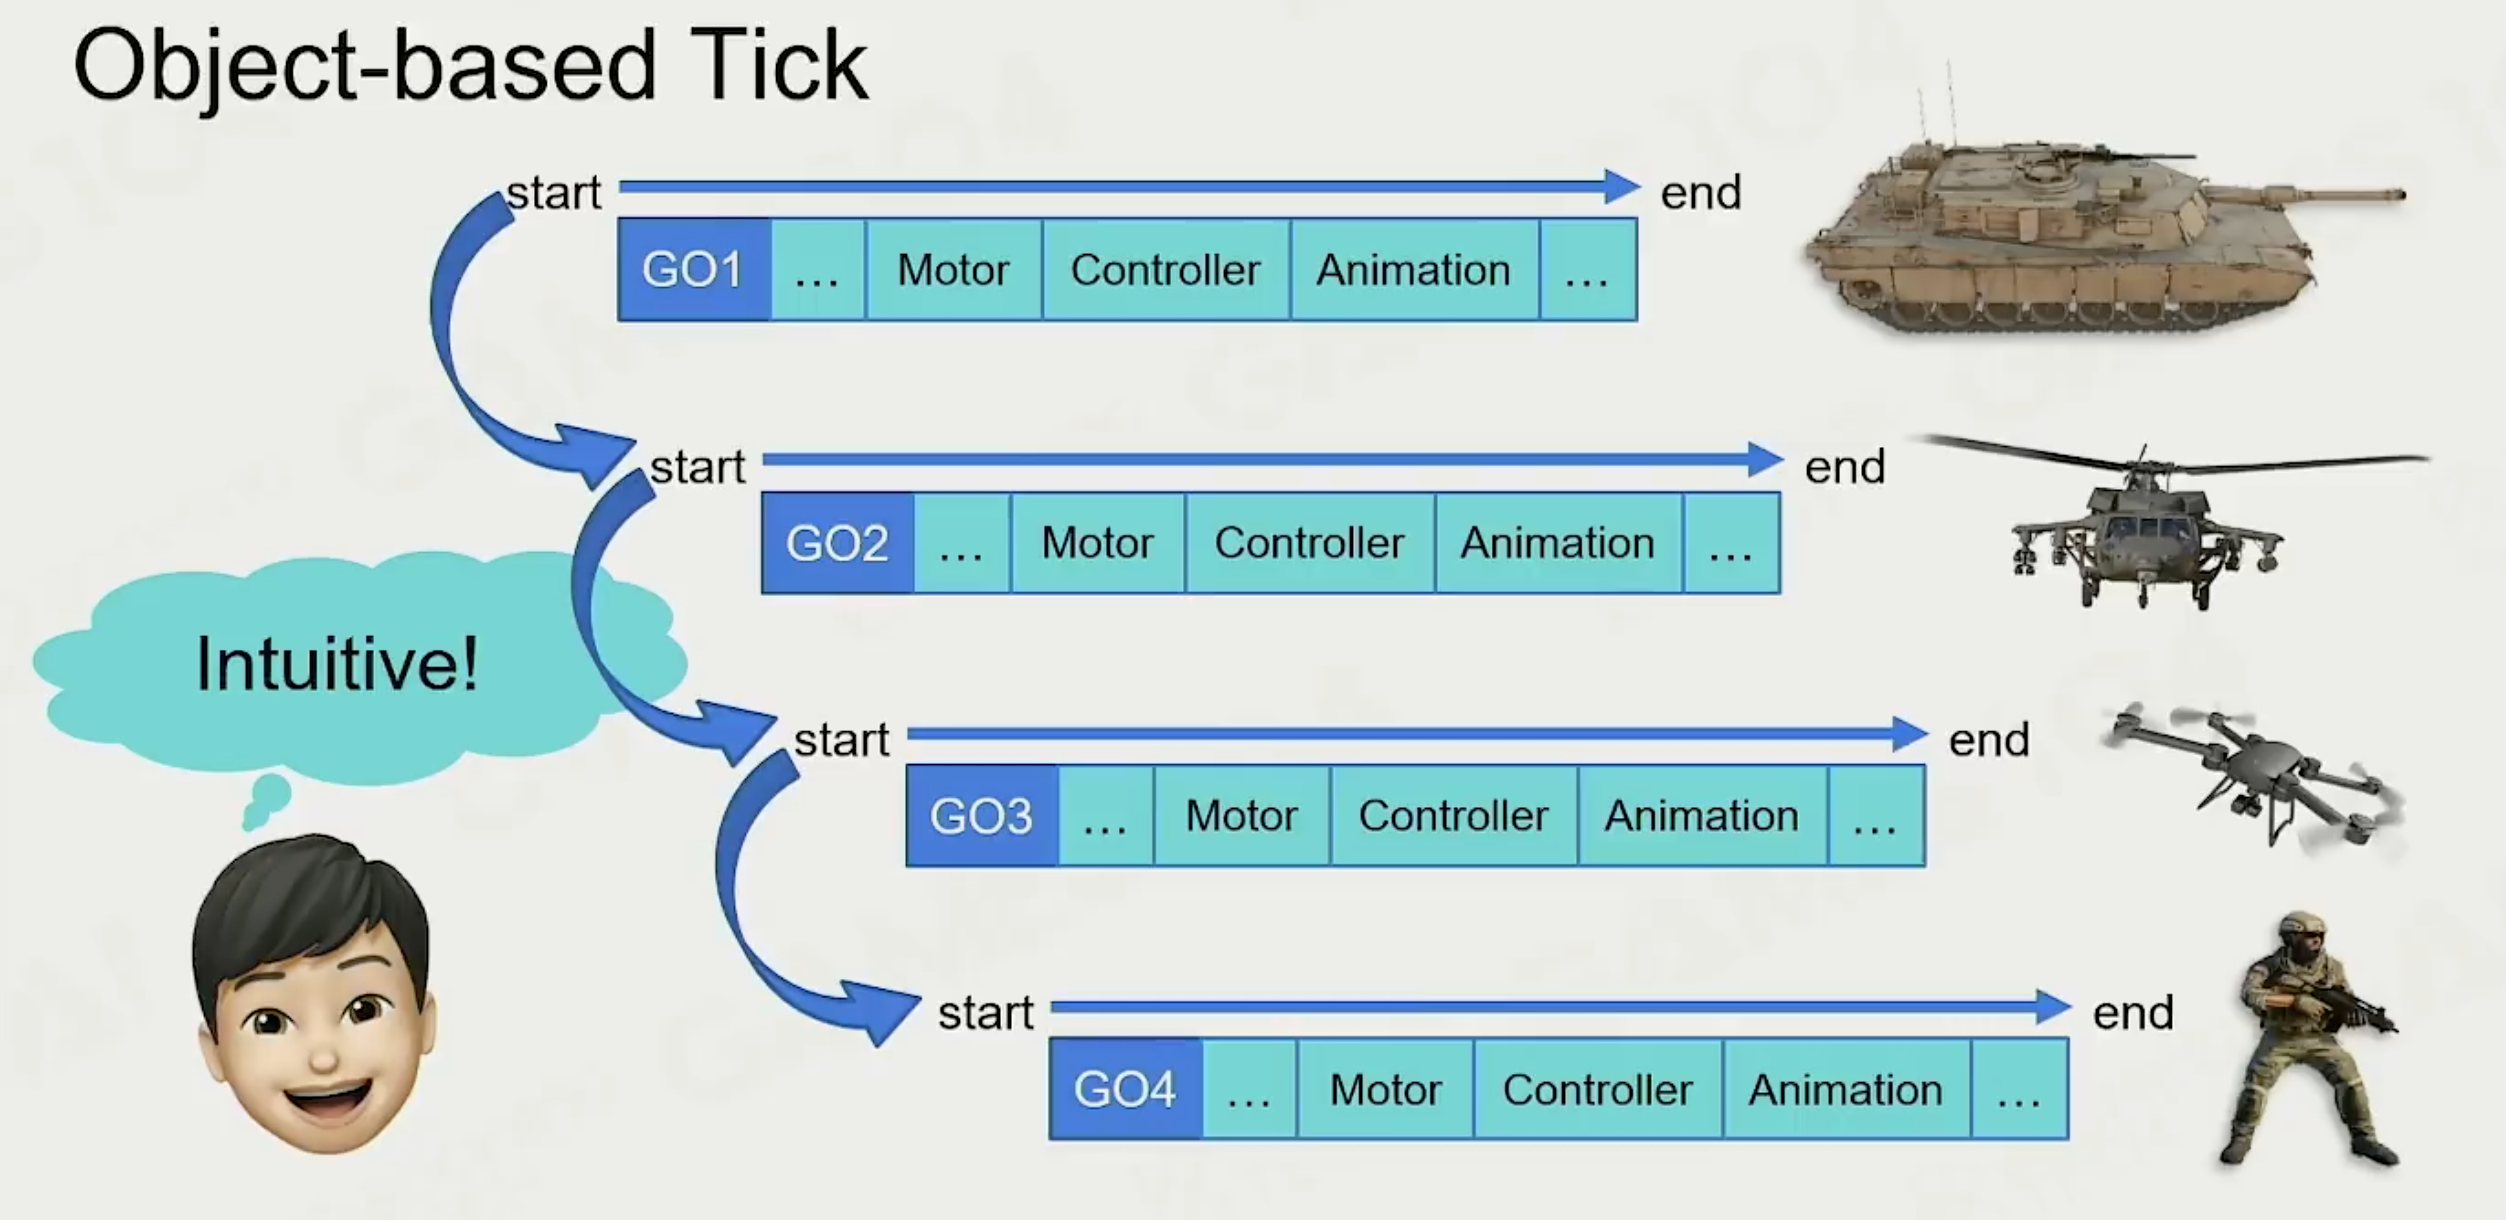 Object-based Tick
start end
GO1 ... Motor Controller Animation ...
start end
GO2 ... Motor Controller Animation ...
Intuitive!
start end
GO3 ... Motor Controller Animation ...
start end
GO4 ... Motor Controller Animation ...